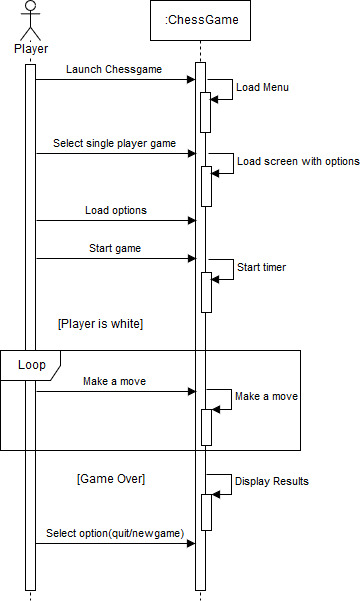 :ChessGame
Player
Launch Chessgame
Load Menu
Select single player game
Load screen with options
Load options
Start game
Start timer
[Player is white]
Loop
Make a move
Make a move
[Game Over]
Display Results
Select option(quit/newgame)